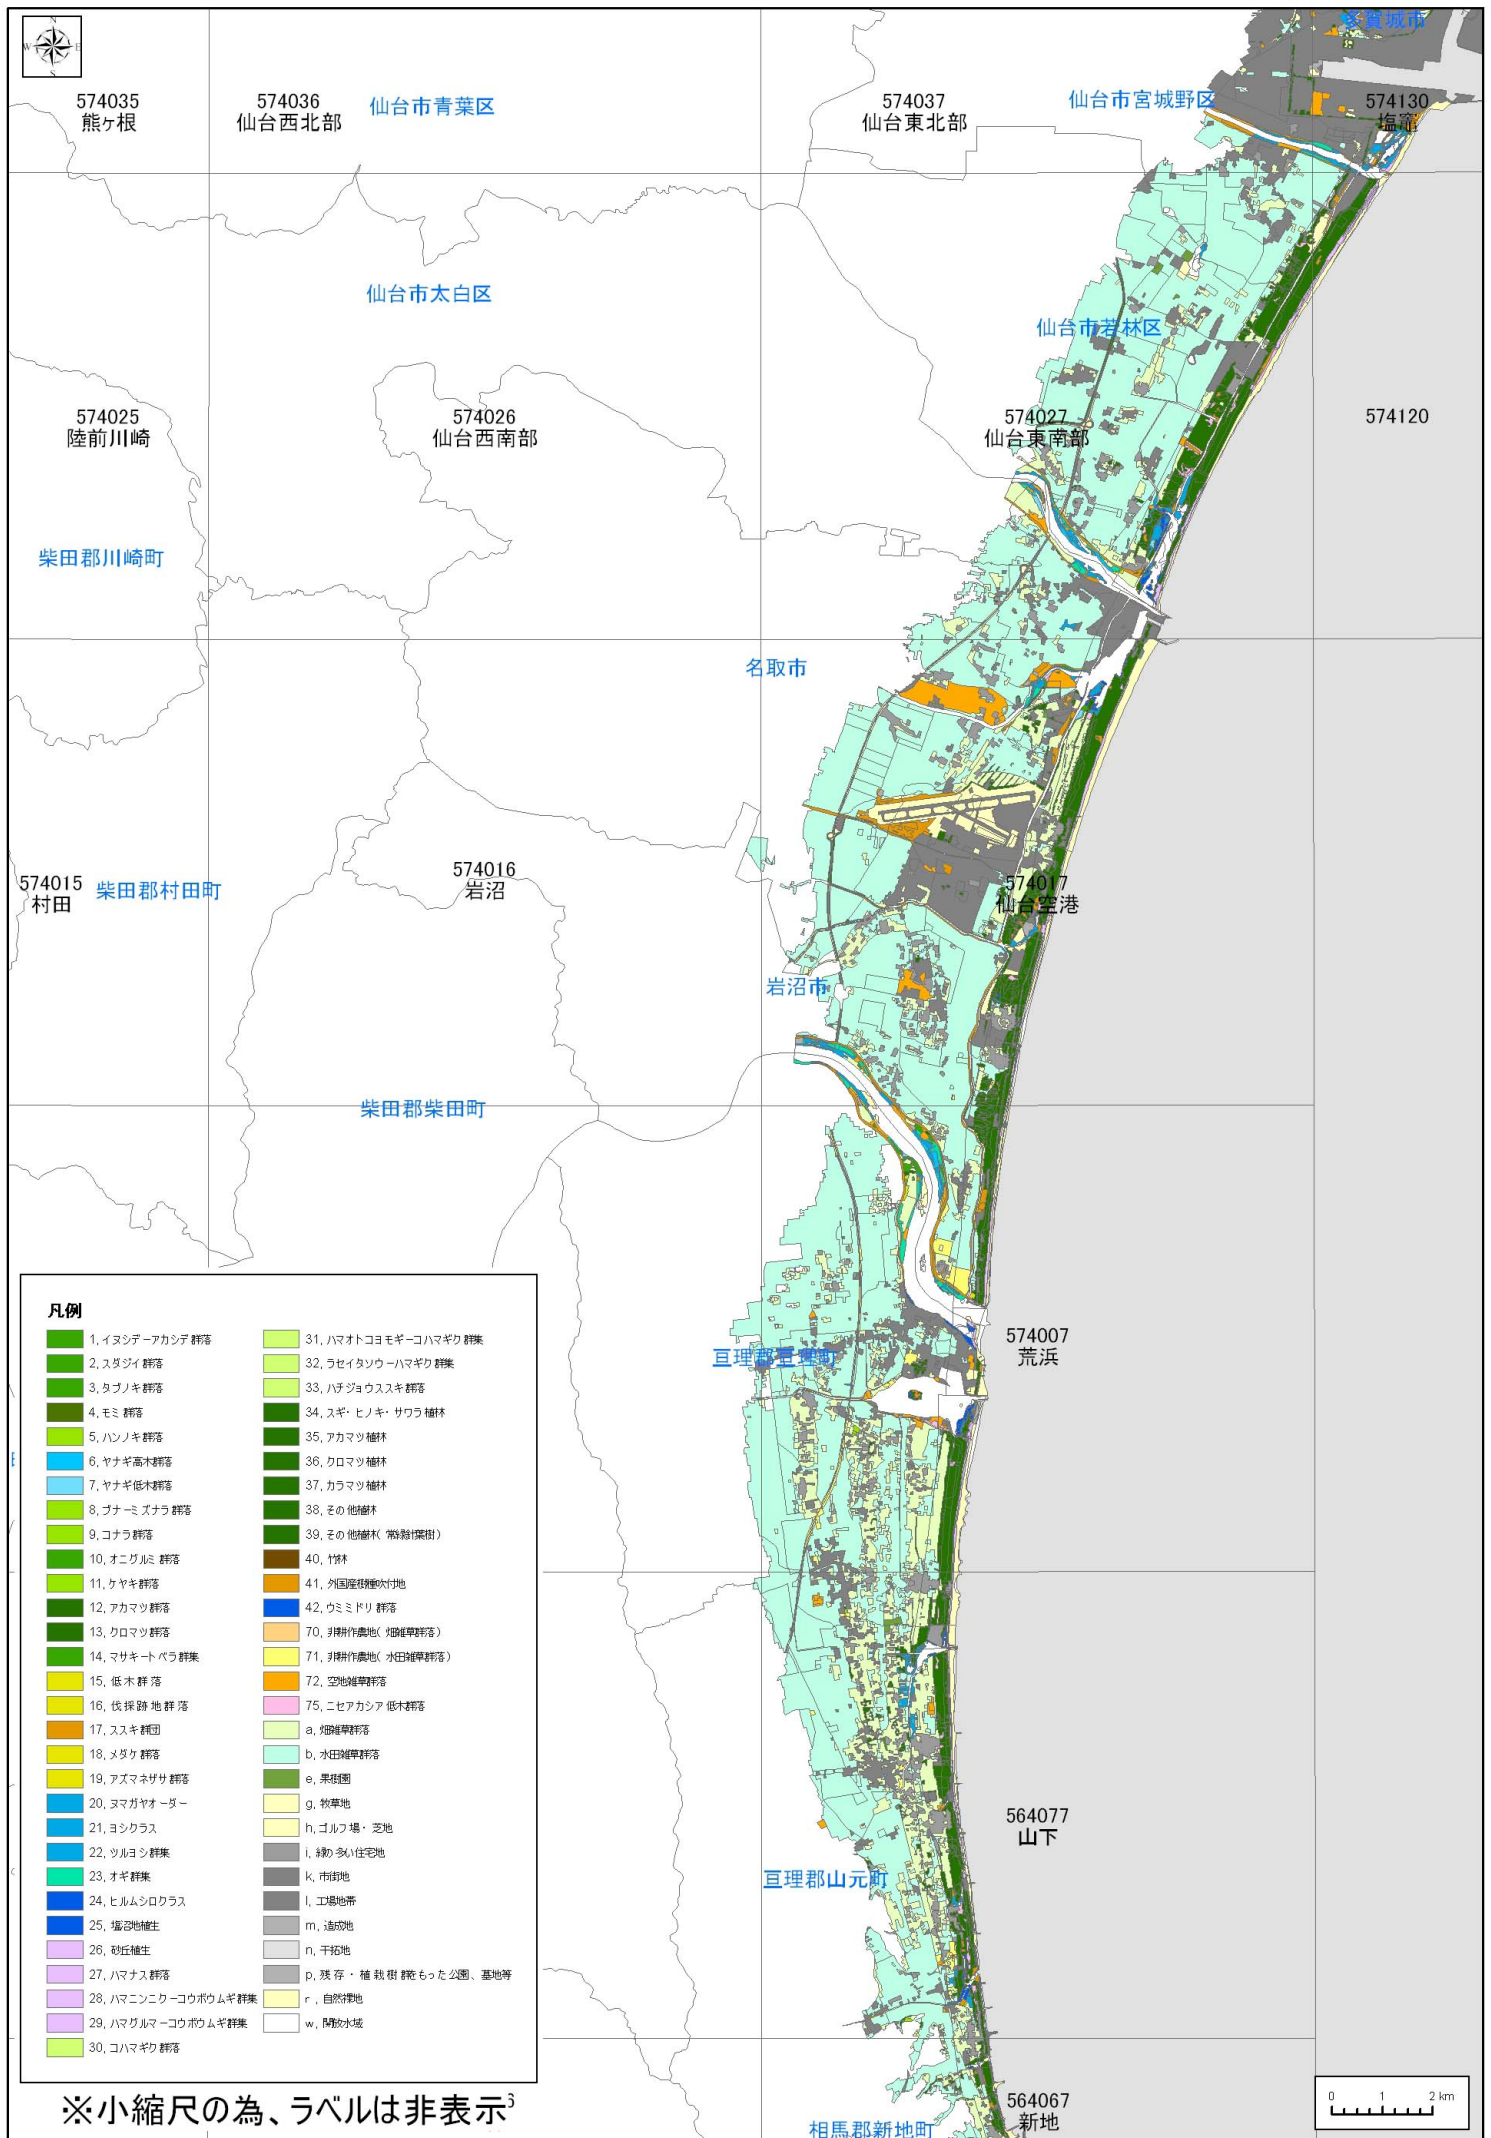 N
W E
S
多賀城市
574035
熊ヶ根
574036
仙台西北部
仙台市青葉区
574037
仙台東北部
仙台市宮城野区
574130
塩竈
仙台市太白区
仙台市若林区
574025
陸前川崎
574026
仙台西南部
574027
仙台東南部
574120
柴田郡川崎町
名取市
574015
村田
柴田郡村田町
574016
岩沼
574017
仙台空港
岩沼市
柴田郡柴田町
574007
荒浜
亘理郡亘理町
564077
山下
亘理郡山元町
564067
新地
相馬郡新地町
凡例
1, イヌシデーアカシデ群落
2, スダジイ群落
3, タブノキ群落
4, モミ群落
5, ハンノキ群落
6, ヤナギ高木群落
7, ヤナギ低木群落
8, ブナーミズナラ群落
9, コナラ群落
10, オニグルミ群落
11, ケヤキ群落
12, アカマツ群落
13, クロマツ群落
14, マサキートベラ群集
15, 低木群落
16, 伐採跡地群落
17, ススキ群団
18, メダケ群落
19, アズマネザサ群落
20, ヌマガヤオーダー
21, ヨシクラス
22, ツルヨシ群集
23, オギ群集
24, ヒルムシロクラス
25, 塩沼地植生
26, 砂丘植生
27, ハマナス群落
28, ハマニンニクーコウボウムギ群集
29, ハマグルマーコウボウムギ群集
30, コハマギク群落
31, ハマオトコヨモギーコハマギク群集
32, ラセイタソウーハマギク群集
33, ハチジョウススキ群落
34, スギ・ヒノキ・サワラ植林
35, アカマツ植林
36, クロマツ植林
37, カラマツ植林
38, その他植林
39, その他植林(常緑針葉樹)
40, 竹林
41, 外国産樹種吹付地
42, ウミミドリ群落
70, 非耕作農地(畑雑草群落)
71, 非耕作農地(水田雑草群落)
72, 空地雑草群落
75, ニセアカシア低木群落
a, 畑雑草群落
b, 水田雑草群落
e, 果樹園
g, 牧草地
h, ゴルフ場・芝地
i, 緑の多い住宅地
k, 市街地
l, 工場地帯
m, 造成地
n, 干拓地
p, 残存・植栽樹群をもった公園、墓地等
r, 自然裸地
w, 開放水域
※小縮尺の為、ラベルは非表示
0 1 2 km